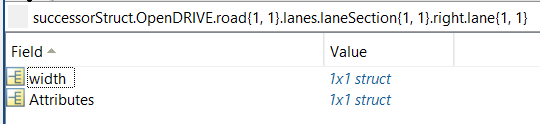 successorStruct.OpenDRIVE.road{1, 1}.lanes.laneSection{1, 1}.right.lane{1, 1}
Field Value
width 1x1 struct
Attributes 1x1 struct